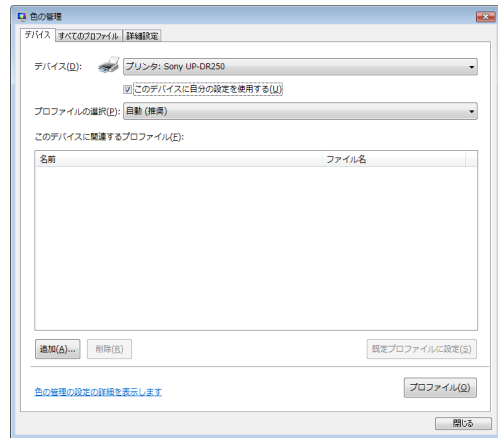 色の管理
デバイス すべてのプロファイル 詳細設定
デバイス(D): プリンタ: Sony UP-DR250
このデバイスに自分の設定を使用する(U)
プロファイルの選択(P): 自動 (推奨)
このデバイスに関連するプロファイル(F):
名前 ファイル名
追加(A)... 削除(R) 既定プロファイルに設定(S)
色の管理の設定の詳細を表示します プロファイル(O)
閉じる